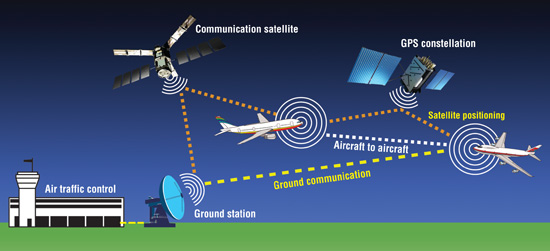 Communication satellite
GPS constellation
Satellite positioning
Aircraft to aircraft
Ground communication
Air traffic control
Ground station